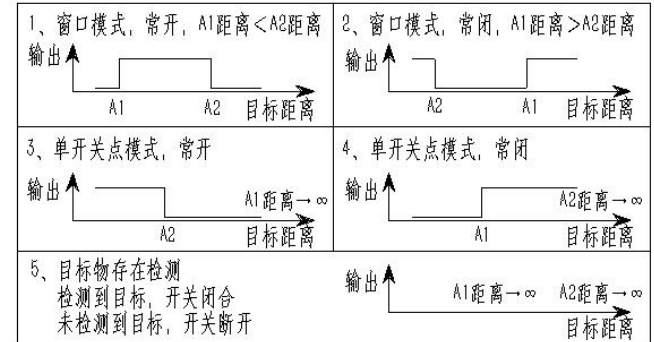 1、窗口模式, 常开, A1距离<A2距离
输出
A1
A2
目标距离
2、窗口模式, 常闭, A1距离>A2距离
输出
A2
A1
目标距离
3、单开关点模式, 常开
输出
A1距离→∞
A2
目标距离
4、单开关点模式, 常闭
输出
A2距离→∞
A1
目标距离
5、目标物存在检测
检测到目标, 开关闭合
未检测到目标, 开关断开
输出
A1距离→∞
A2距离→∞
目标距离